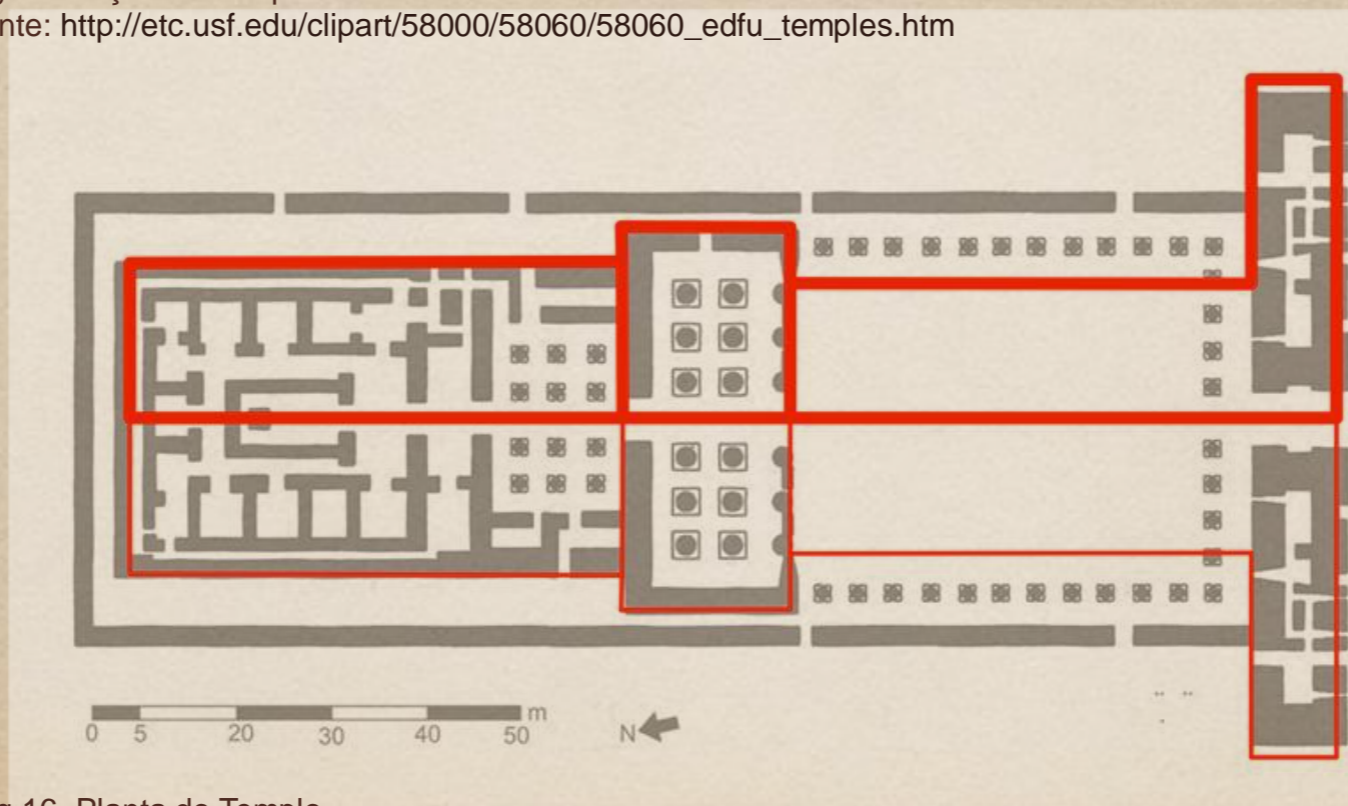 nte: http://etc.usf.edu/clipart/58000/58060/58060_edfu_temples.htm
m
0 5 20 30 40 50
N
16 Planta do Templo